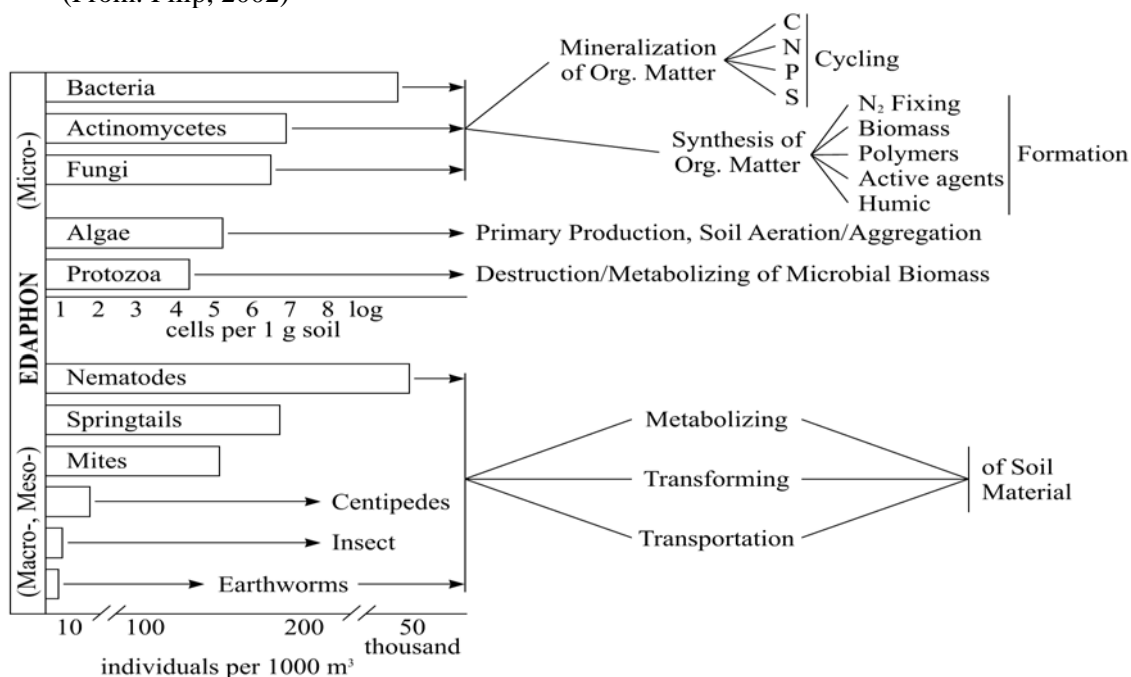 (From: Filip, 2002)
EDAPHON
(Micro-)
(Macro-, Meso-)
Bacteria
Actinomycetes
Fungi
Algae
Protozoa
1 2 3 4 5 6 7 8 log
cells per 1 g soil
Mineralization
of Org. Matter
C
N
P
S
Cycling
Synthesis of
Org. Matter
N₂ Fixing
Biomass
Polymers
Active agents
Humic
Formation
Primary Production, Soil Aeration/Aggregation
Destruction/Metabolizing of Microbial Biomass
Nematodes
Springtails
Mites
Centipedes
Insect
Earthworms
Metabolizing
Transforming
Transportation
of Soil
Material
10 100 200 50
thousand
individuals per 1000 m³